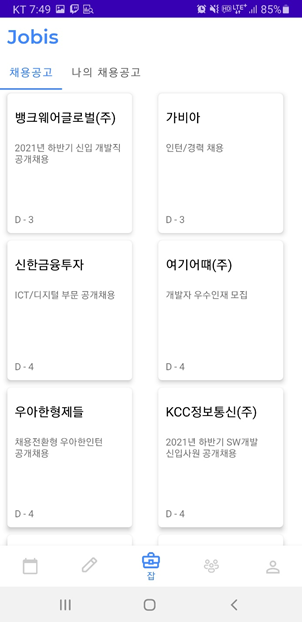 KT 7:49 LTE+ 85%
Jobis
채용공고 나의 채용공고
뱅크웨어글로벌(주)
2021년 하반기 신입 개발직
공개채용
D - 3
가비아
인턴/경력 채용
D - 3
신한금융투자
ICT/디지털 부문 공개채용
D - 4
여기어떄(주)
개발자 우수인재 모집
D - 4
우아한형제들
채용전환형 우아한인턴
공개채용
D - 4
KCC정보통신(주)
2021년 하반기 SW개발
신입사원 공개채용
D - 4
잡